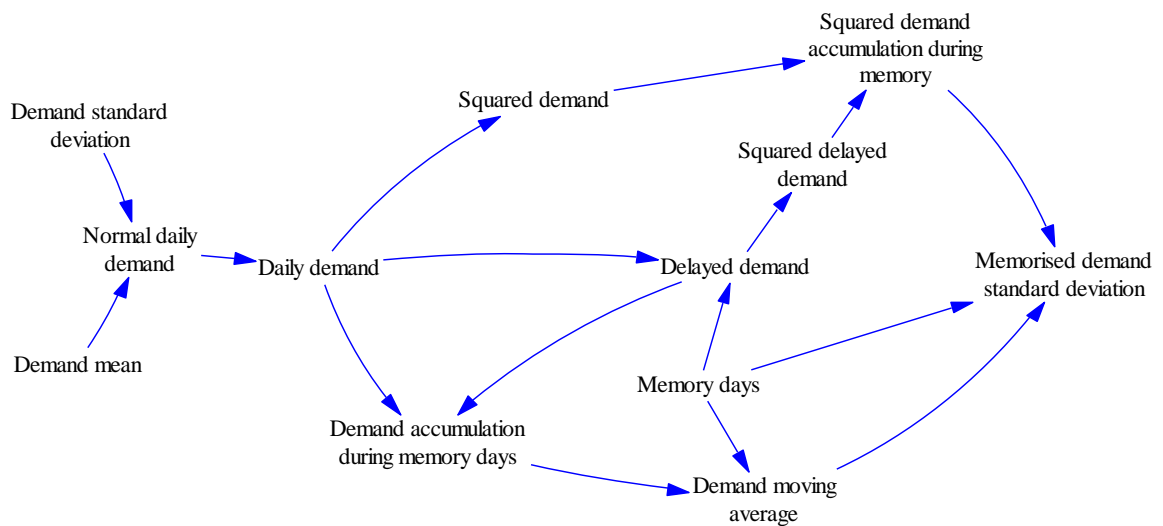 Squared demand
accumulation during
memory
Squared demand
Demand standard
deviation
Squared delayed
demand
Normal daily
demand
Daily demand
Delayed demand
Memorised demand
standard deviation
Demand mean
Memory days
Demand accumulation
during memory days
Demand moving
average